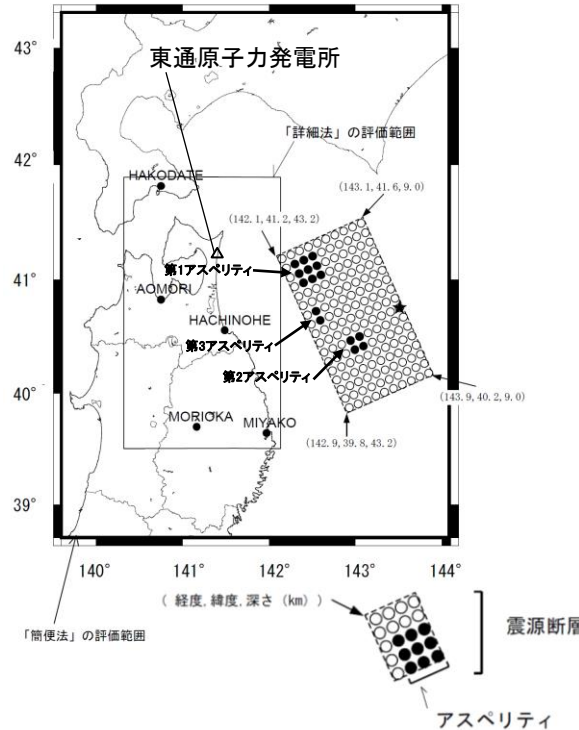 43°
東通原子力発電所
「詳細法」の評価範囲
42°
HAKODATE
(143.1, 41.6, 9.0)
(142.1, 41.2, 43.2)
第1アスペリティ
41°
AOMORI
HACHINOHE
第3アスペリティ
第2アスペリティ
40°
(143.9, 40.2, 9.0)
MORIOKA
MIYAKO
(142.9, 39.8, 43.2)
39°
140°
141°
142°
143°
144°
( 経度, 緯度, 深さ (km) )
「簡便法」の評価範囲
震源断層
アスペリティ